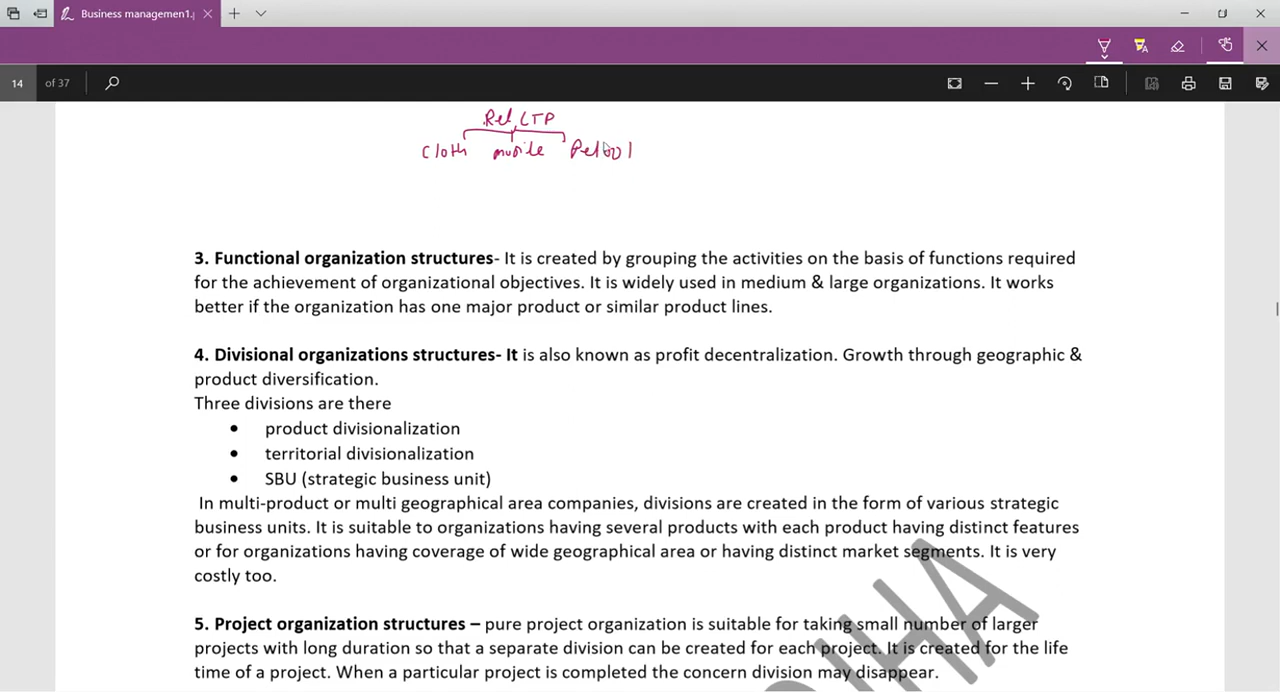 Business management1.p
14 of 37
Rel LTP
Cloth mobile Petrol
3. Functional organization structures- It is created by grouping the activities on the basis of functions required
for the achievement of organizational objectives. It is widely used in medium & large organizations. It works
better if the organization has one major product or similar product lines.
4. Divisional organizations structures- It is also known as profit decentralization. Growth through geographic &
product diversification.
Three divisions are there
• product divisionalization
• territorial divisionalization
• SBU (strategic business unit)
In multi-product or multi geographical area companies, divisions are created in the form of various strategic
business units. It is suitable to organizations having several products with each product having distinct features
or for organizations having coverage of wide geographical area or having distinct market segments. It is very
costly too.
5. Project organization structures – pure project organization is suitable for taking small number of larger
projects with long duration so that a separate division can be created for each project. It is created for the life
time of a project. When a particular project is completed the concern division may disappear.